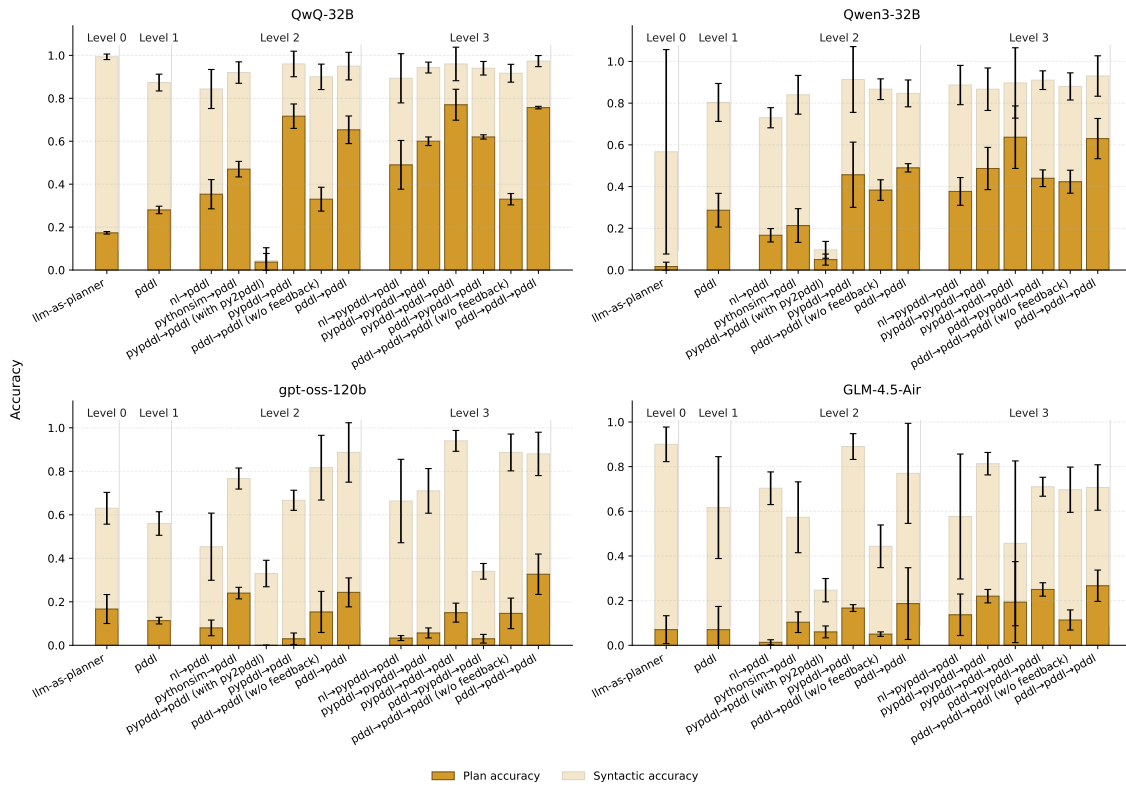 QwQ-32B
Level 0
Level 1
Level 2
Level 3
1.0
0.8
0.6
0.4
0.2
0.0
llm-as-planner
pddl
nl→pddl
pythonsim→pddl
pypddl→pddl (with py2pddl)
pypddl→pddl
pddl→pddl (w/o feedback)
pddl→pddl
nl→pypddl→pddl
pypddl→pypddl→pddl
pypddl→pddl→pddl
pddl→pypddl→pddl
pddl→pddl→pddl (w/o feedback)
pddl→pddl→pddl
Qwen3-32B
Level 0
Level 1
Level 2
Level 3
1.0
0.8
0.6
0.4
0.2
0.0
llm-as-planner
pddl
nl→pddl
pythonsim→pddl
pypddl→pddl (with py2pddl)
pypddl→pddl
pddl→pddl (w/o feedback)
pddl→pddl
nl→pypddl→pddl
pypddl→pypddl→pddl
pypddl→pddl→pddl
pddl→pypddl→pddl
pddl→pddl→pddl (w/o feedback)
pddl→pddl→pddl
Accuracy
gpt-oss-120b
Level 0
Level 1
Level 2
Level 3
1.0
0.8
0.6
0.4
0.2
0.0
llm-as-planner
pddl
nl→pddl
pythonsim→pddl
pypddl→pddl (with py2pddl)
pypddl→pddl
pddl→pddl (w/o feedback)
pddl→pddl
nl→pypddl→pddl
pypddl→pypddl→pddl
pypddl→pddl→pddl
pddl→pypddl→pddl
pddl→pddl→pddl (w/o feedback)
pddl→pddl→pddl
GLM-4.5-Air
Level 0
Level 1
Level 2
Level 3
1.0
0.8
0.6
0.4
0.2
0.0
llm-as-planner
pddl
nl→pddl
pythonsim→pddl
pypddl→pddl (with py2pddl)
pypddl→pddl
pddl→pddl (w/o feedback)
pddl→pddl
nl→pypddl→pddl
pypddl→pypddl→pddl
pypddl→pddl→pddl
pddl→pypddl→pddl
pddl→pddl→pddl (w/o feedback)
pddl→pddl→pddl
Plan accuracy
Syntactic accuracy